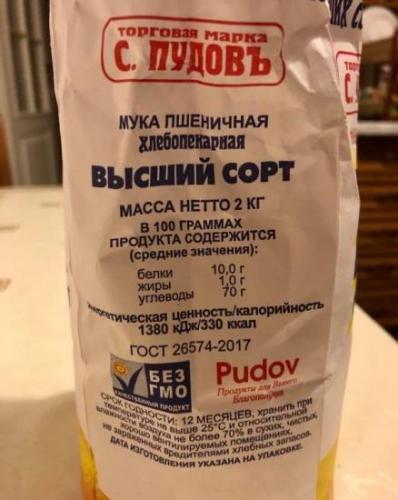 ТОРГОВАЯ МАРКА
С. ПУДОВЪ
МУКА ПШЕНИЧНАЯ
хлебопекарная
ВЫСШИЙ СОРТ
МАССА НЕТТО 2 КГ
В 100 ГРАММАХ
ПРОДУКТА СОДЕРЖИТСЯ
(средние значения):
белки 10,0 г
жиры 1,0 г
углеводы 70 г
энергетическая ценность/калорийность
1380 кДж/330 ккал
ГОСТ 26574-2017
БЕЗ
ГМО
КАЧЕСТВЕННЫЙ ПРОДУКТ
Pudov
Продукты для Вашего
Благополучия
СРОК ГОДНОСТИ: 12 МЕСЯЦЕВ, хранить при
температуре не выше 25°С и относительной
влажности воздуха не более 70% в сухих, чистых,
хорошо вентилируемых помещениях,
не зараженных вредителями хлебных запасов.
ДАТА ИЗГОТОВЛЕНИЯ УКАЗАНА НА УПАКОВКЕ.